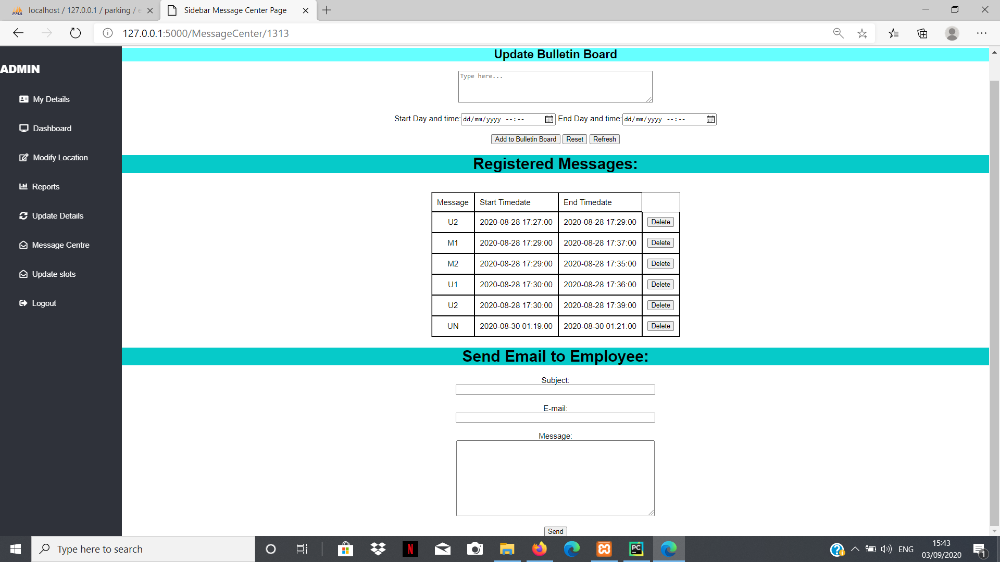 localhost / 127.0.0.1 / parking /
Sidebar Message Center Page
127.0.0.1:5000/MessageCenter/1313
ADMIN
My Details
Dashboard
Modify Location
Reports
Update Details
Message Centre
Update slots
Logout
Update Bulletin Board
Type here...
Start Day and time: dd/mm/yyyy --:-- End Day and time: dd/mm/yyyy --:--
Add to Bulletin Board Reset Refresh
Registered Messages:
Message Start Timedate End Timedate
U2 2020-08-28 17:27:00 2020-08-28 17:29:00 Delete
M1 2020-08-28 17:29:00 2020-08-28 17:37:00 Delete
M2 2020-08-28 17:29:00 2020-08-28 17:35:00 Delete
U1 2020-08-28 17:30:00 2020-08-28 17:36:00 Delete
U2 2020-08-28 17:30:00 2020-08-28 17:39:00 Delete
UN 2020-08-30 01:19:00 2020-08-30 01:21:00 Delete
Send Email to Employee:
Subject:
E-mail:
Message:
Send
Type here to search
PC
ENG
15:43
03/09/2020
1